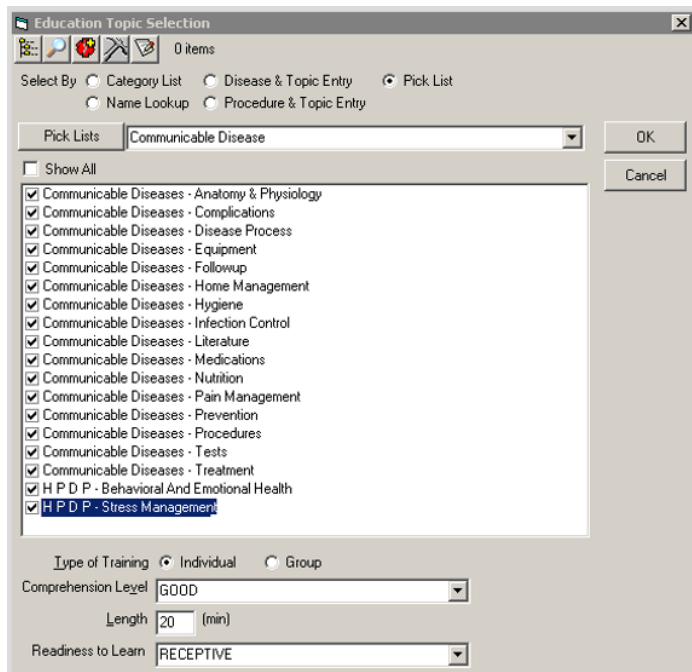 Education Topic Selection
0 items
Select By Category List Disease & Topic Entry Pick List
Name Lookup Procedure & Topic Entry
Pick Lists Communicable Disease OK
Show All Cancel
Communicable Diseases - Anatomy & Physiology
Communicable Diseases - Complications
Communicable Diseases - Disease Process
Communicable Diseases - Equipment
Communicable Diseases - Followup
Communicable Diseases - Home Management
Communicable Diseases - Hygiene
Communicable Diseases - Infection Control
Communicable Diseases - Literature
Communicable Diseases - Medications
Communicable Diseases - Nutrition
Communicable Diseases - Pain Management
Communicable Diseases - Prevention
Communicable Diseases - Procedures
Communicable Diseases - Tests
Communicable Diseases - Treatment
H P D P - Behavioral And Emotional Health
H P D P - Stress Management
Type of Training Individual Group
Comprehension Level GOOD
Length 20 (min)
Readiness to Learn RECEPTIVE